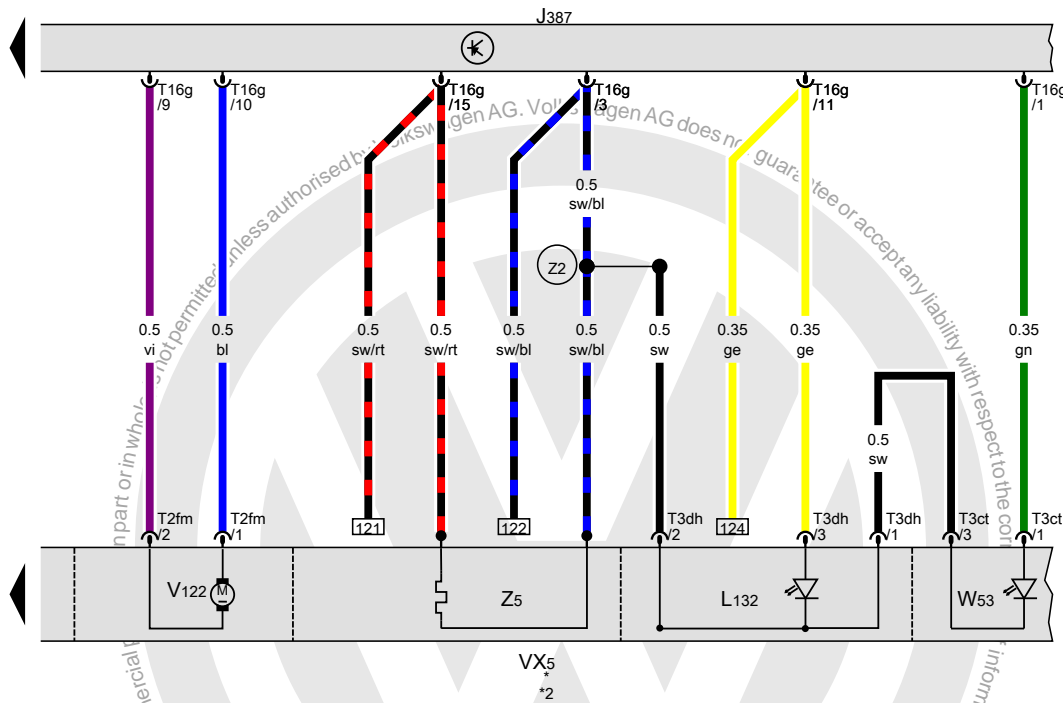 J387
T16g T16g T16g T16g T16g T16g
/9 /10 /15 /3 /11 /1
not permitted unless authorised by Volkswagen AG. Volkswagen AG does not guarantee or accept any liability with respect to the
0.5
sw/bl
Z2
0.5 0.5 0.5 0.5 0.5 0.5 0.5 0.35 0.35 0.35
vi bl sw/rt sw/rt sw/bl sw/bl sw ge ge gn
0.5
sw
in part or in whole
T2fm T2fm 121 122 T3dh 124 T3dh T3dh T3ct T3ct
/2 /1 /2 /3 /1 /3 /1
V122 M Z5 L132 W53
VX5
*
*2